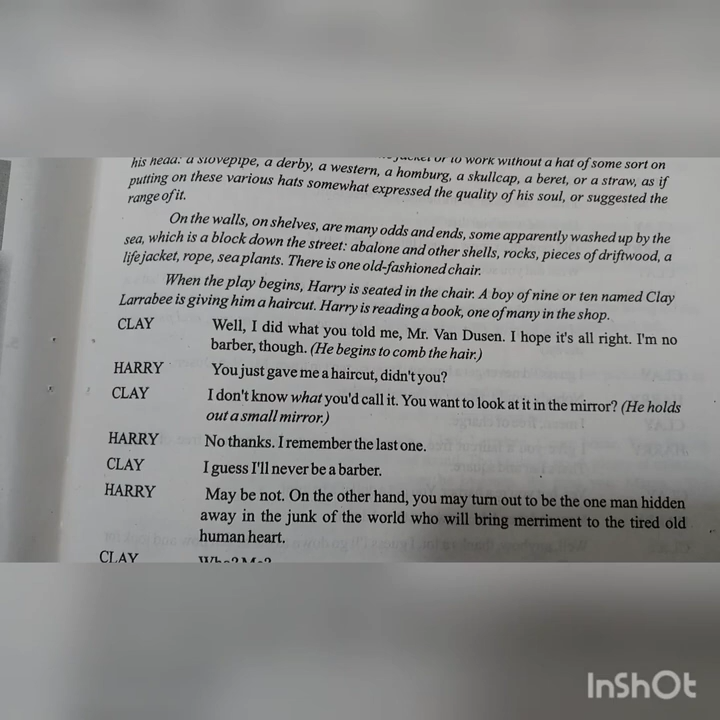 jacket or to work without a hat of some sort on
his head: a stovepipe, a derby, a western, a homburg, a skullcap, a beret, or a straw, as if
putting on these various hats somewhat expressed the quality of his soul, or suggested the
range of it.
On the walls, on shelves, are many odds and ends, some apparently washed up by the
sea, which is a block down the street: abalone and other shells, rocks, pieces of driftwood, a
life jacket, rope, sea plants. There is one old-fashioned chair.
When the play begins, Harry is seated in the chair. A boy of nine or ten named Clay
Larrabee is giving him a haircut. Harry is reading a book, one of many in the shop.
CLAY Well, I did what you told me, Mr. Van Dusen. I hope it's all right. I'm no
barber, though. (He begins to comb the hair.)
HARRY You just gave me a haircut, didn't you?
CLAY I don't know what you'd call it. You want to look at it in the mirror? (He holds
out a small mirror.)
HARRY No thanks. I remember the last one.
CLAY I guess I'll never be a barber.
HARRY May be not. On the other hand, you may turn out to be the one man hidden
away in the junk of the world who will bring merriment to the tired old
human heart.
CLAY Who? Me?
InShOt